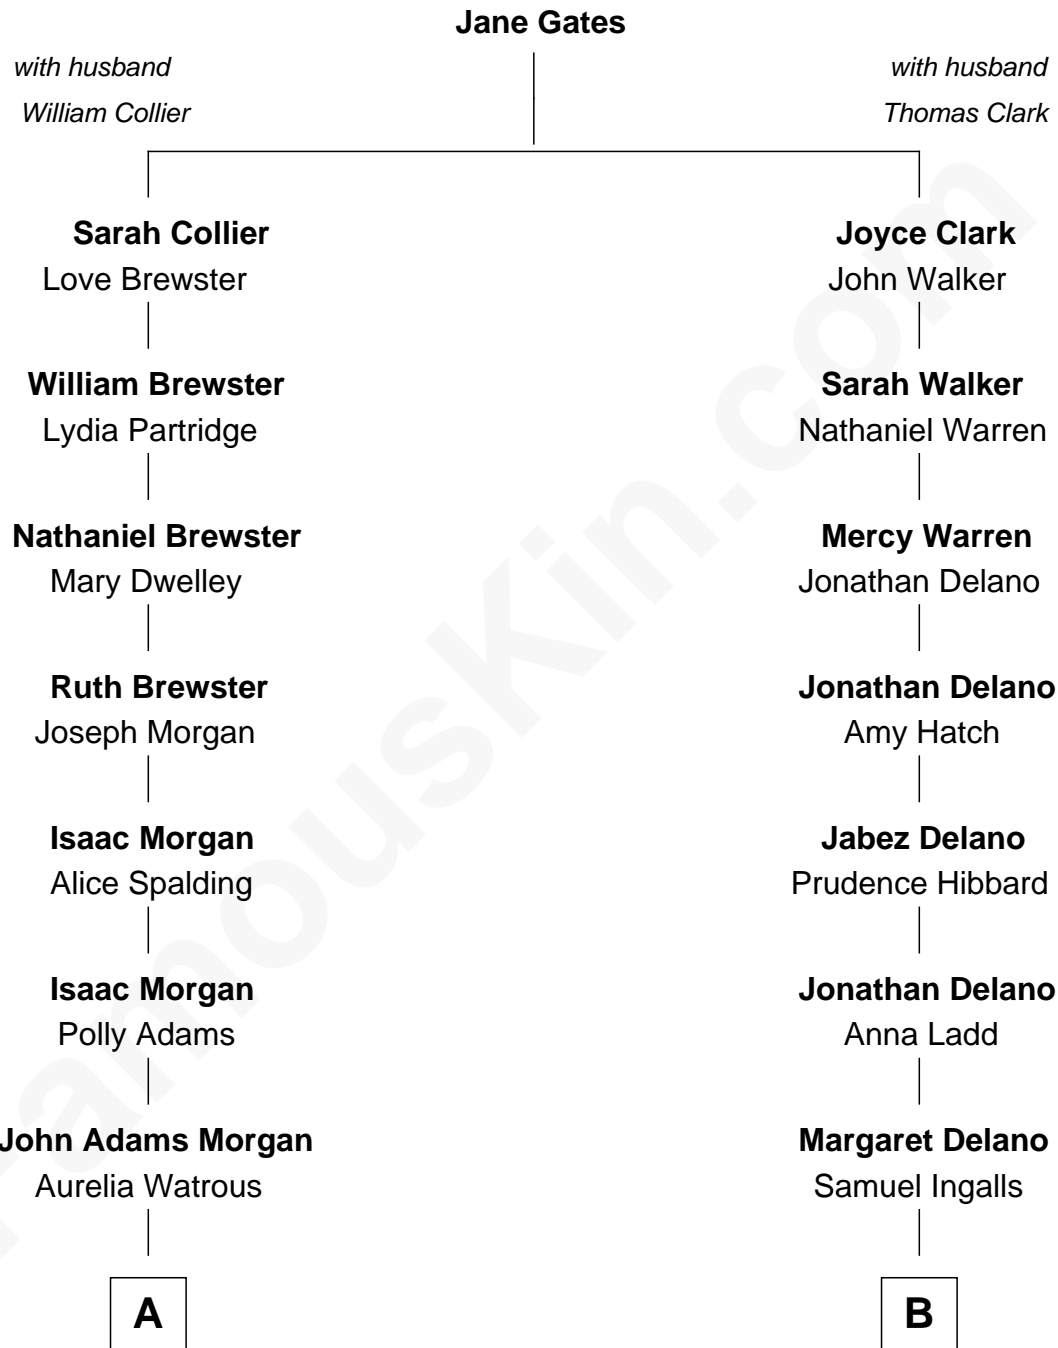 Jane Gates
with husband
William Collier
with husband
Thomas Clark
Sarah Collier
Love Brewster
Joyce Clark
John Walker
William Brewster
Lydia Partridge
Sarah Walker
Nathaniel Warren
Nathaniel Brewster
Mary Dwelley
Mercy Warren
Jonathan Delano
Ruth Brewster
Joseph Morgan
Jonathan Delano
Amy Hatch
Isaac Morgan
Alice Spalding
Jabez Delano
Prudence Hibbard
Isaac Morgan
Polly Adams
Jonathan Delano
Anna Ladd
John Adams Morgan
Aurelia Watrous
Margaret Delano
Samuel Ingalls
A
B
FamousKin.com